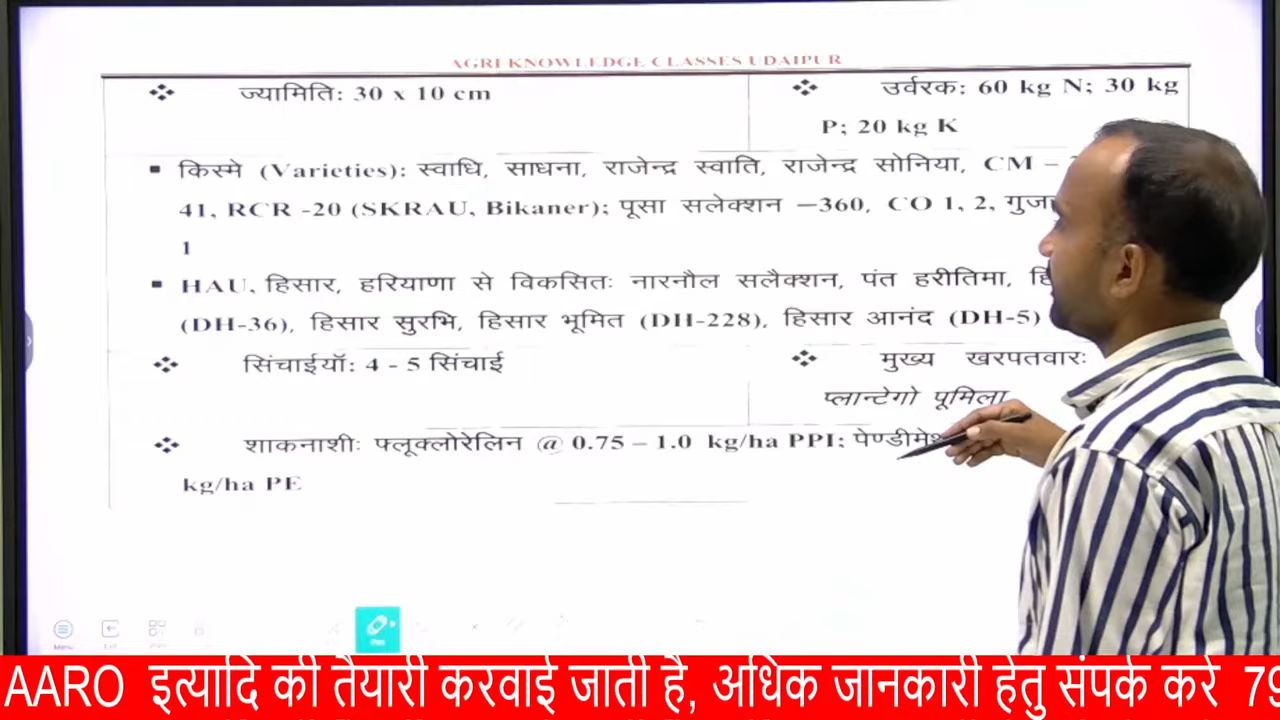 AGRI KNOWLEDGE CLASSES UDAIPUR
❖ ज्यामिति: 30 x 10 cm
❖ उर्वरक: 60 kg N; 30 kg
P; 20 kg K
▪ किस्मे (Varieties): स्वाधि, साधना, राजेन्द्र स्वाति, राजेन्द्र सोनिया, CM –
41, RCR -20 (SKRAU, Bikaner); पूसा सलेक्शन –360, CO 1, 2,
1
▪ HAU, हिसार, हरियाणा से विकसितः नारनौल सलैक्शन, पंत हरीतिमा,
(DH-36), हिसार सुरभि, हिसार भूमित (DH-228), हिसार आनंद (DH-5)
❖ सिंचाईयॉ: 4 - 5 सिंचाई
❖ मुख्य खरपतवारः
प्लान्टेगो पूमिला
❖ शाकनाशीः फ्लूक्लोरेलिन @ 0.75 – 1.0 kg/ha PPI;
kg/ha PE
Menu
AARO इत्यादि की तैयारी करवाई जाती है, अधिक जानकारी हेतु संपर्क करे 79